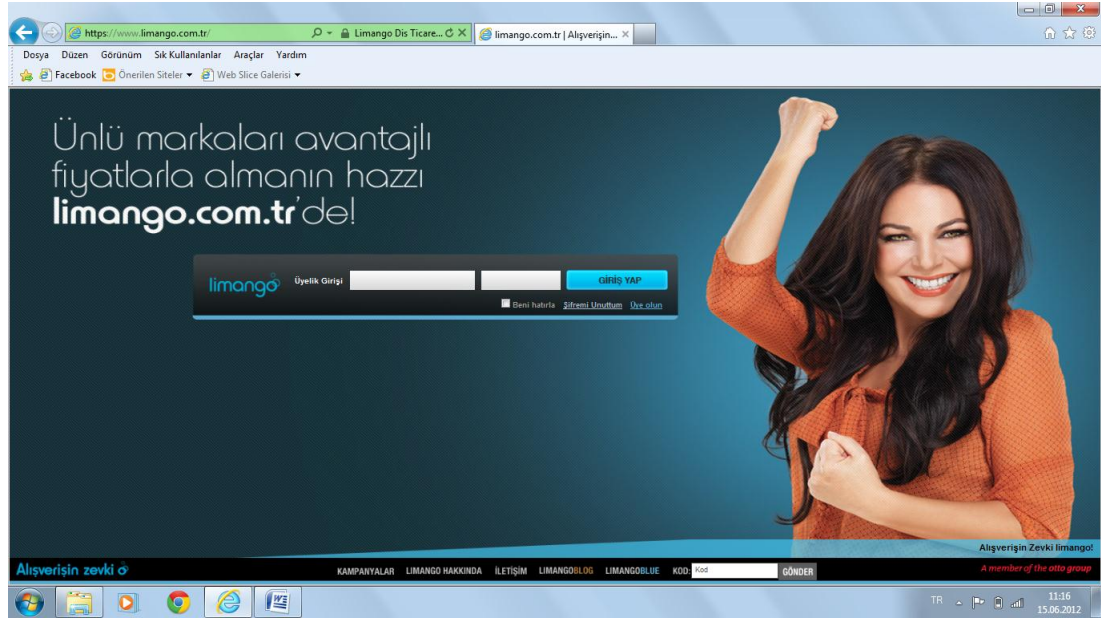 https://www.limango.com.tr/
Limango Dis Ticare...
limango.com.tr | Alışverişin...
Dosya Düzen Görünüm Sık Kullanılanlar Araçlar Yardım
Facebook Önerilen Siteler Web Slice Galerisi
Ünlü markaları avantajlı
fiyatlarla almanın hazzı
limango.com.tr'de!
limango Üyelik Girişi GİRİŞ YAP
Beni hatırla Şifremi Unuttum Üye olun
Alışverişin Zevki limango!
Alışverişin zevki
KAMPANYALAR LIMANGO HAKKINDA İLETİŞİM LIMANGOBLOG LIMANGOBLUE KOD: Kod GÖNDER
A member of the otto group
TR
11:16
15.06.2012